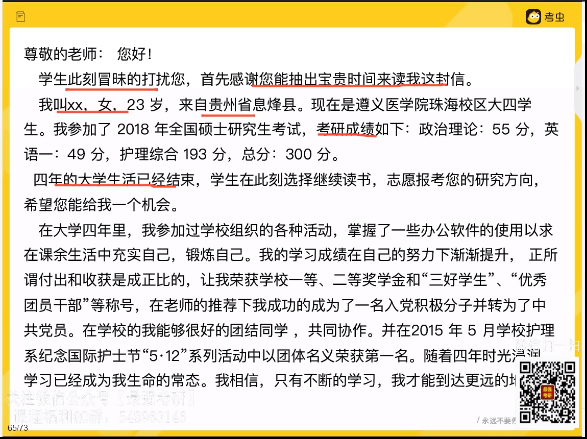 考虫
尊敬的老师： 您好！
学生此刻冒昧的打扰您，首先感谢您能抽出宝贵时间来读我这封信。
我叫xx，女，23 岁，来自贵州省息烽县。现在是遵义医学院珠海校区大四学
生。我参加了 2018 年全国硕士研究生考试，考研成绩如下：政治理论：55 分，英
语一：49 分，护理综合 193 分，总分：300 分。
四年的大学生活已经结束，学生在此刻选择继续读书，志愿报考您的研究方向，
希望您能给我一个机会。
在大学四年里，我参加过学校组织的各种活动，掌握了一些办公软件的使用以求
在课余生活中充实自己，锻炼自己。我的学习成绩在自己的努力下渐渐提升， 正所
谓付出和收获是成正比的，让我荣获学校一等、二等奖学金和“三好学生”、“优秀
团员干部”等称号，在老师的推荐下我成功的成为了一名入党积极分子并转为了中
共党员。在学校的我能够很好的团结同学 ，共同协作。并在2015 年 5 月学校护理
系纪念国际护士节“5·12”系列活动中以团体名义荣获第一名。随着四年时光
学习已经成为我生命的常态。我相信，只有不断的学习，我才能到达更远的
65/73